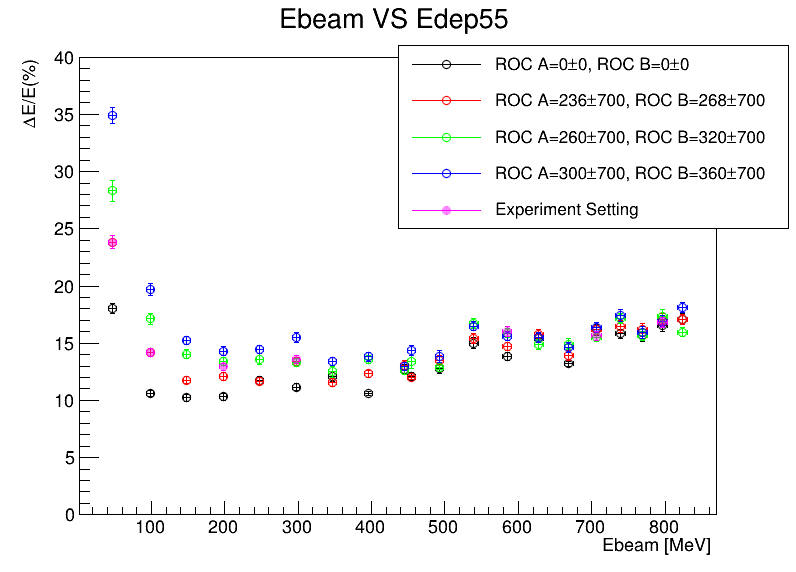 Ebeam VS Edep55
ΔE/E(%)
40
35
30
25
20
15
10
5
0
ROC A=0±0, ROC B=0±0
ROC A=236±700, ROC B=268±700
ROC A=260±700, ROC B=320±700
ROC A=300±700, ROC B=360±700
Experiment Setting
100 200 300 400 500 600 700 800
Ebeam [MeV]